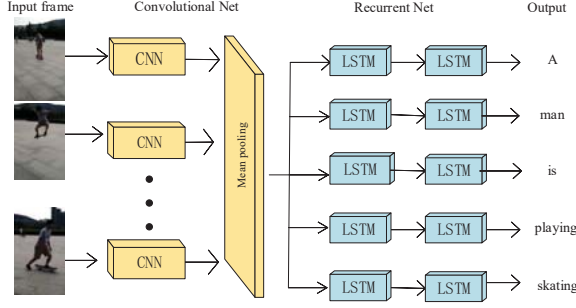 Input frame Convolutional Net Recurrent Net Output
CNN LSTM LSTM A
CNN LSTM LSTM man
Mean pooling
LSTM LSTM is
LSTM LSTM playing
CNN LSTM LSTM skating